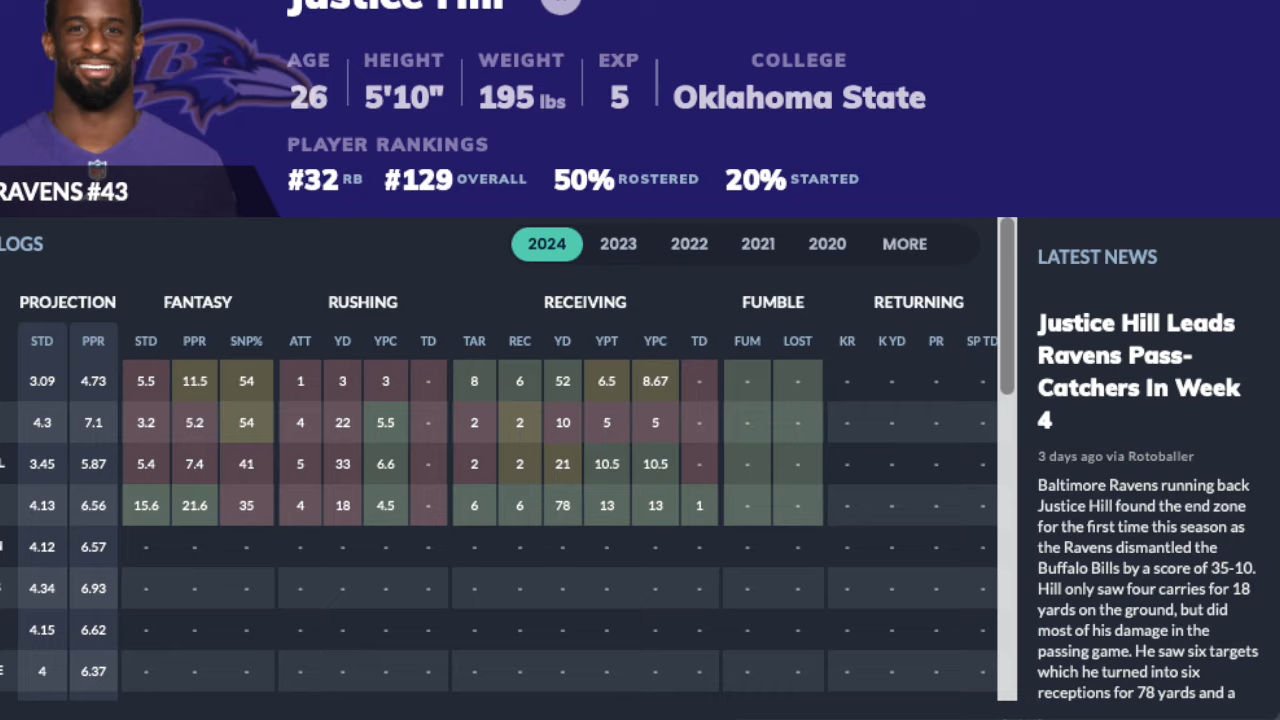 Justice Hill
AGE HEIGHT WEIGHT EXP COLLEGE
26 5'10" 195 lbs 5 Oklahoma State
PLAYER RANKINGS
#32 RB #129 OVERALL 50% ROSTERED 20% STARTED
RAVENS #43
LOGS 2024 2023 2022 2021 2020 MORE
PROJECTION FANTASY RUSHING RECEIVING FUMBLE RETURNING
STD PPR STD PPR SNP% ATT YD YPC TD TAR REC YD YPT YPC TD FUM LOST KR K YD PR SP TD
3.09 4.73 5.5 11.5 54 1 3 3 - 8 6 52 6.5 8.67 - - - - - - -
4.3 7.1 3.2 5.2 54 4 22 5.5 - 2 2 10 5 5 - - - - - - -
L 3.45 5.87 5.4 7.4 41 5 33 6.6 - 2 2 21 10.5 10.5 - - - - - - -
4.13 6.56 15.6 21.6 35 4 18 4.5 - 6 6 78 13 13 1 - - - - - -
4.12 6.57 - - - - - - - - - - - - - - - - - - -
4.34 6.93 - - - - - - - - - - - - - - - - - - -
4.15 6.62 - - - - - - - - - - - - - - - - - - -
E 4 6.37 - - - - - - - - - - - - - - - - - - -
LATEST NEWS
Justice Hill Leads
Ravens Pass-
Catchers In Week
4
3 days ago via Rotoballer
Baltimore Ravens running back
Justice Hill found the end zone
for the first time this season as
the Ravens dismantled the
Buffalo Bills by a score of 35-10.
Hill only saw four carries for 18
yards on the ground, but did
most of his damage in the
passing game. He saw six targets
which he turned into six
receptions for 78 yards and a